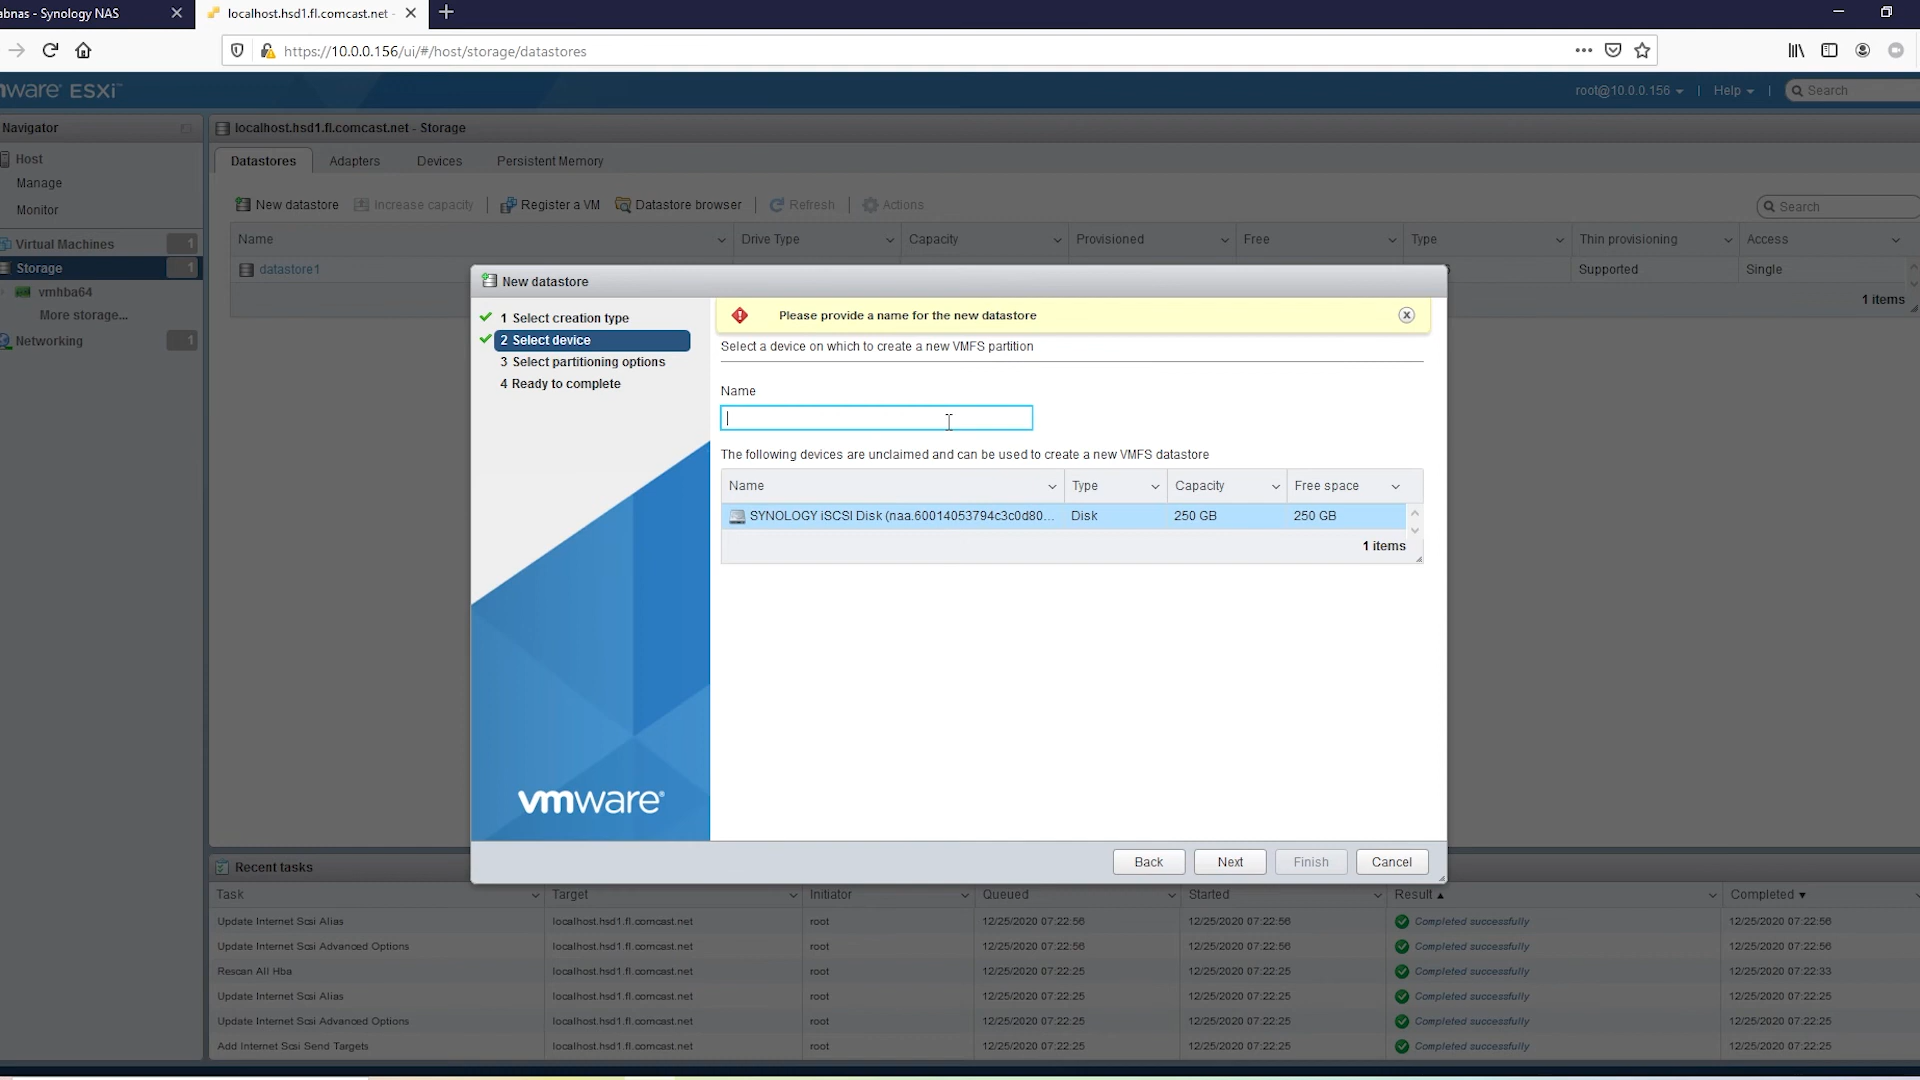 abnas - Synology NAS
localhost.hsd1.fl.comcast.net -
https://10.0.0.156/ui/#/host/storage/datastores
mware ESXi™
root@10.0.0.156 | Help | Search
Navigator
localhost.hsd1.fl.comcast.net - Storage
Host
Manage
Monitor
Virtual Machines 1
Storage 1
vmhba64
More storage...
Networking 1
Datastores Adapters Devices Persistent Memory
New datastore Increase capacity | Register a VM Datastore browser | Refresh | Actions
Search
Name Drive Type Capacity Provisioned Free Type Thin provisioning Access
datastore1 Supported Single
1 items
New datastore
1 Select creation type
2 Select device
3 Select partitioning options
4 Ready to complete
vmware®
Please provide a name for the new datastore
Select a device on which to create a new VMFS partition
Name
The following devices are unclaimed and can be used to create a new VMFS datastore
Name Type Capacity Free space
SYNOLOGY iSCSI Disk (naa.60014053794c3c0d80... Disk 250 GB 250 GB
1 items
Back Next Finish Cancel
Recent tasks
Task Target Initiator Queued Started Result Completed
Update Internet Scsi Alias localhost.hsd1.fl.comcast.net root 12/25/2020 07:22:56 12/25/2020 07:22:56 Completed successfully 12/25/2020 07:22:56
Update Internet Scsi Advanced Options localhost.hsd1.fl.comcast.net root 12/25/2020 07:22:56 12/25/2020 07:22:56 Completed successfully 12/25/2020 07:22:56
Rescan All Hba localhost.hsd1.fl.comcast.net root 12/25/2020 07:22:25 12/25/2020 07:22:25 Completed successfully 12/25/2020 07:22:33
Update Internet Scsi Alias localhost.hsd1.fl.comcast.net root 12/25/2020 07:22:25 12/25/2020 07:22:25 Completed successfully 12/25/2020 07:22:25
Update Internet Scsi Advanced Options localhost.hsd1.fl.comcast.net root 12/25/2020 07:22:25 12/25/2020 07:22:25 Completed successfully 12/25/2020 07:22:25
Add Internet Scsi Send Targets localhost.hsd1.fl.comcast.net root 12/25/2020 07:22:25 12/25/2020 07:22:25 Completed successfully 12/25/2020 07:22:25